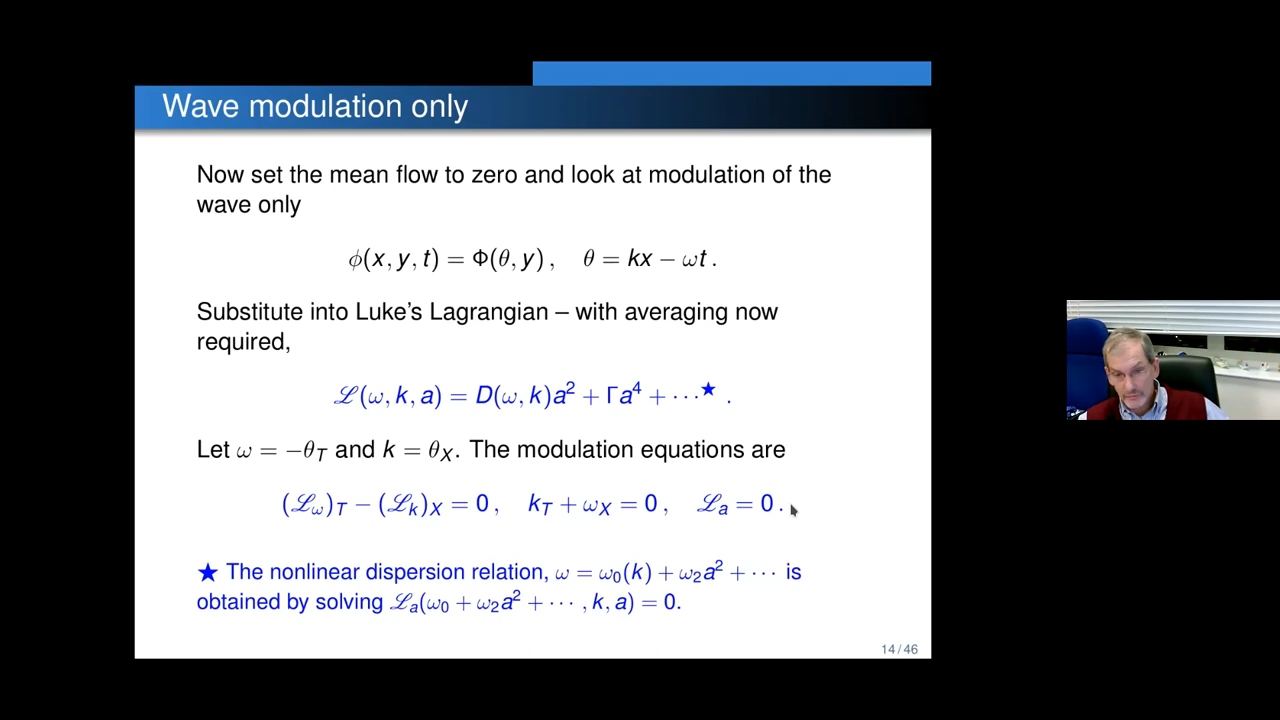 Wave modulation only
Now set the mean flow to zero and look at modulation of the
wave only
ϕ(x, y, t) = Φ(θ, y) ,   θ = kx − ωt .
Substitute into Luke's Lagrangian – with averaging now
required,
ℒ(ω, k, a) = D(ω, k)a² + Γa⁴ + ⋯★ .
Let ω = −θ_T and k = θ_X. The modulation equations are
(ℒ_ω)_T − (ℒ_k)_X = 0 ,   k_T + ω_X = 0 ,   ℒ_a = 0 .
★ The nonlinear dispersion relation, ω = ω₀(k) + ω₂a² + ⋯ is
obtained by solving ℒ_a(ω₀ + ω₂a² + ⋯ , k, a) = 0.
14 / 46